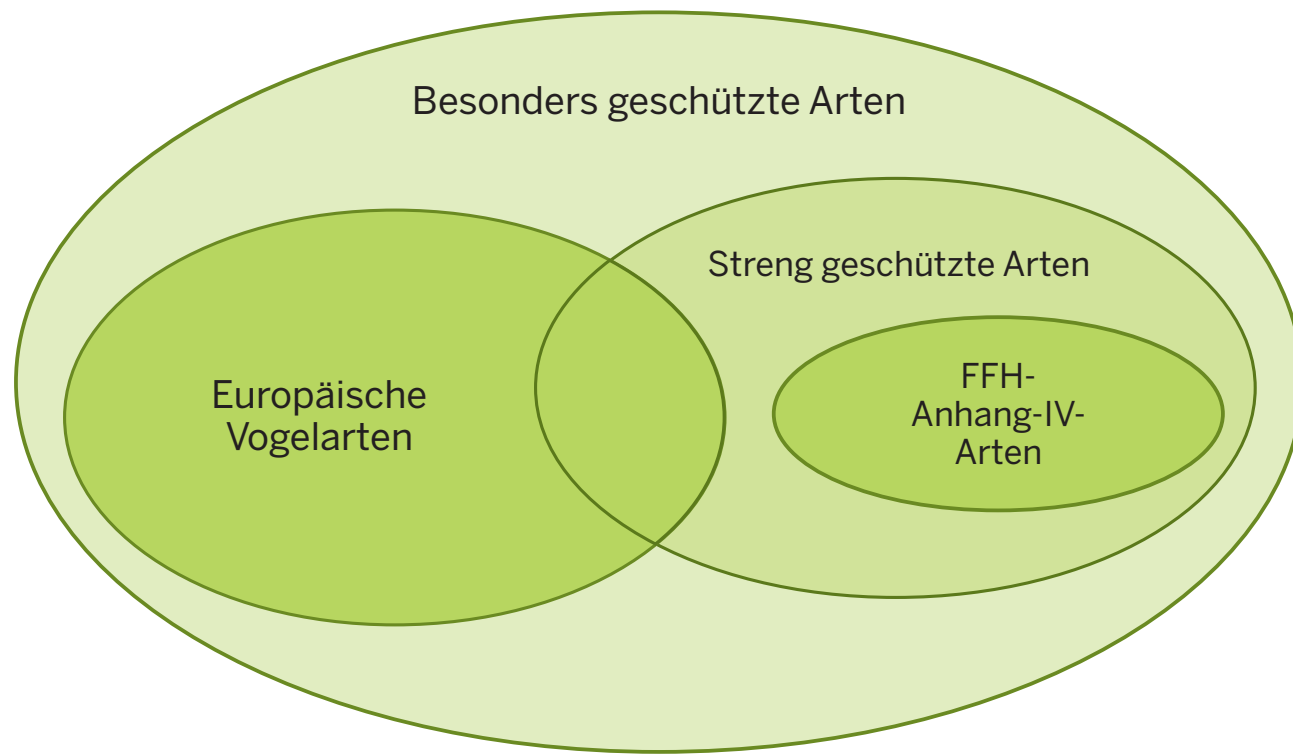 Besonders geschützte Arten
Streng geschützte Arten
Europäische
Vogelarten
FFH-
Anhang-IV-
Arten